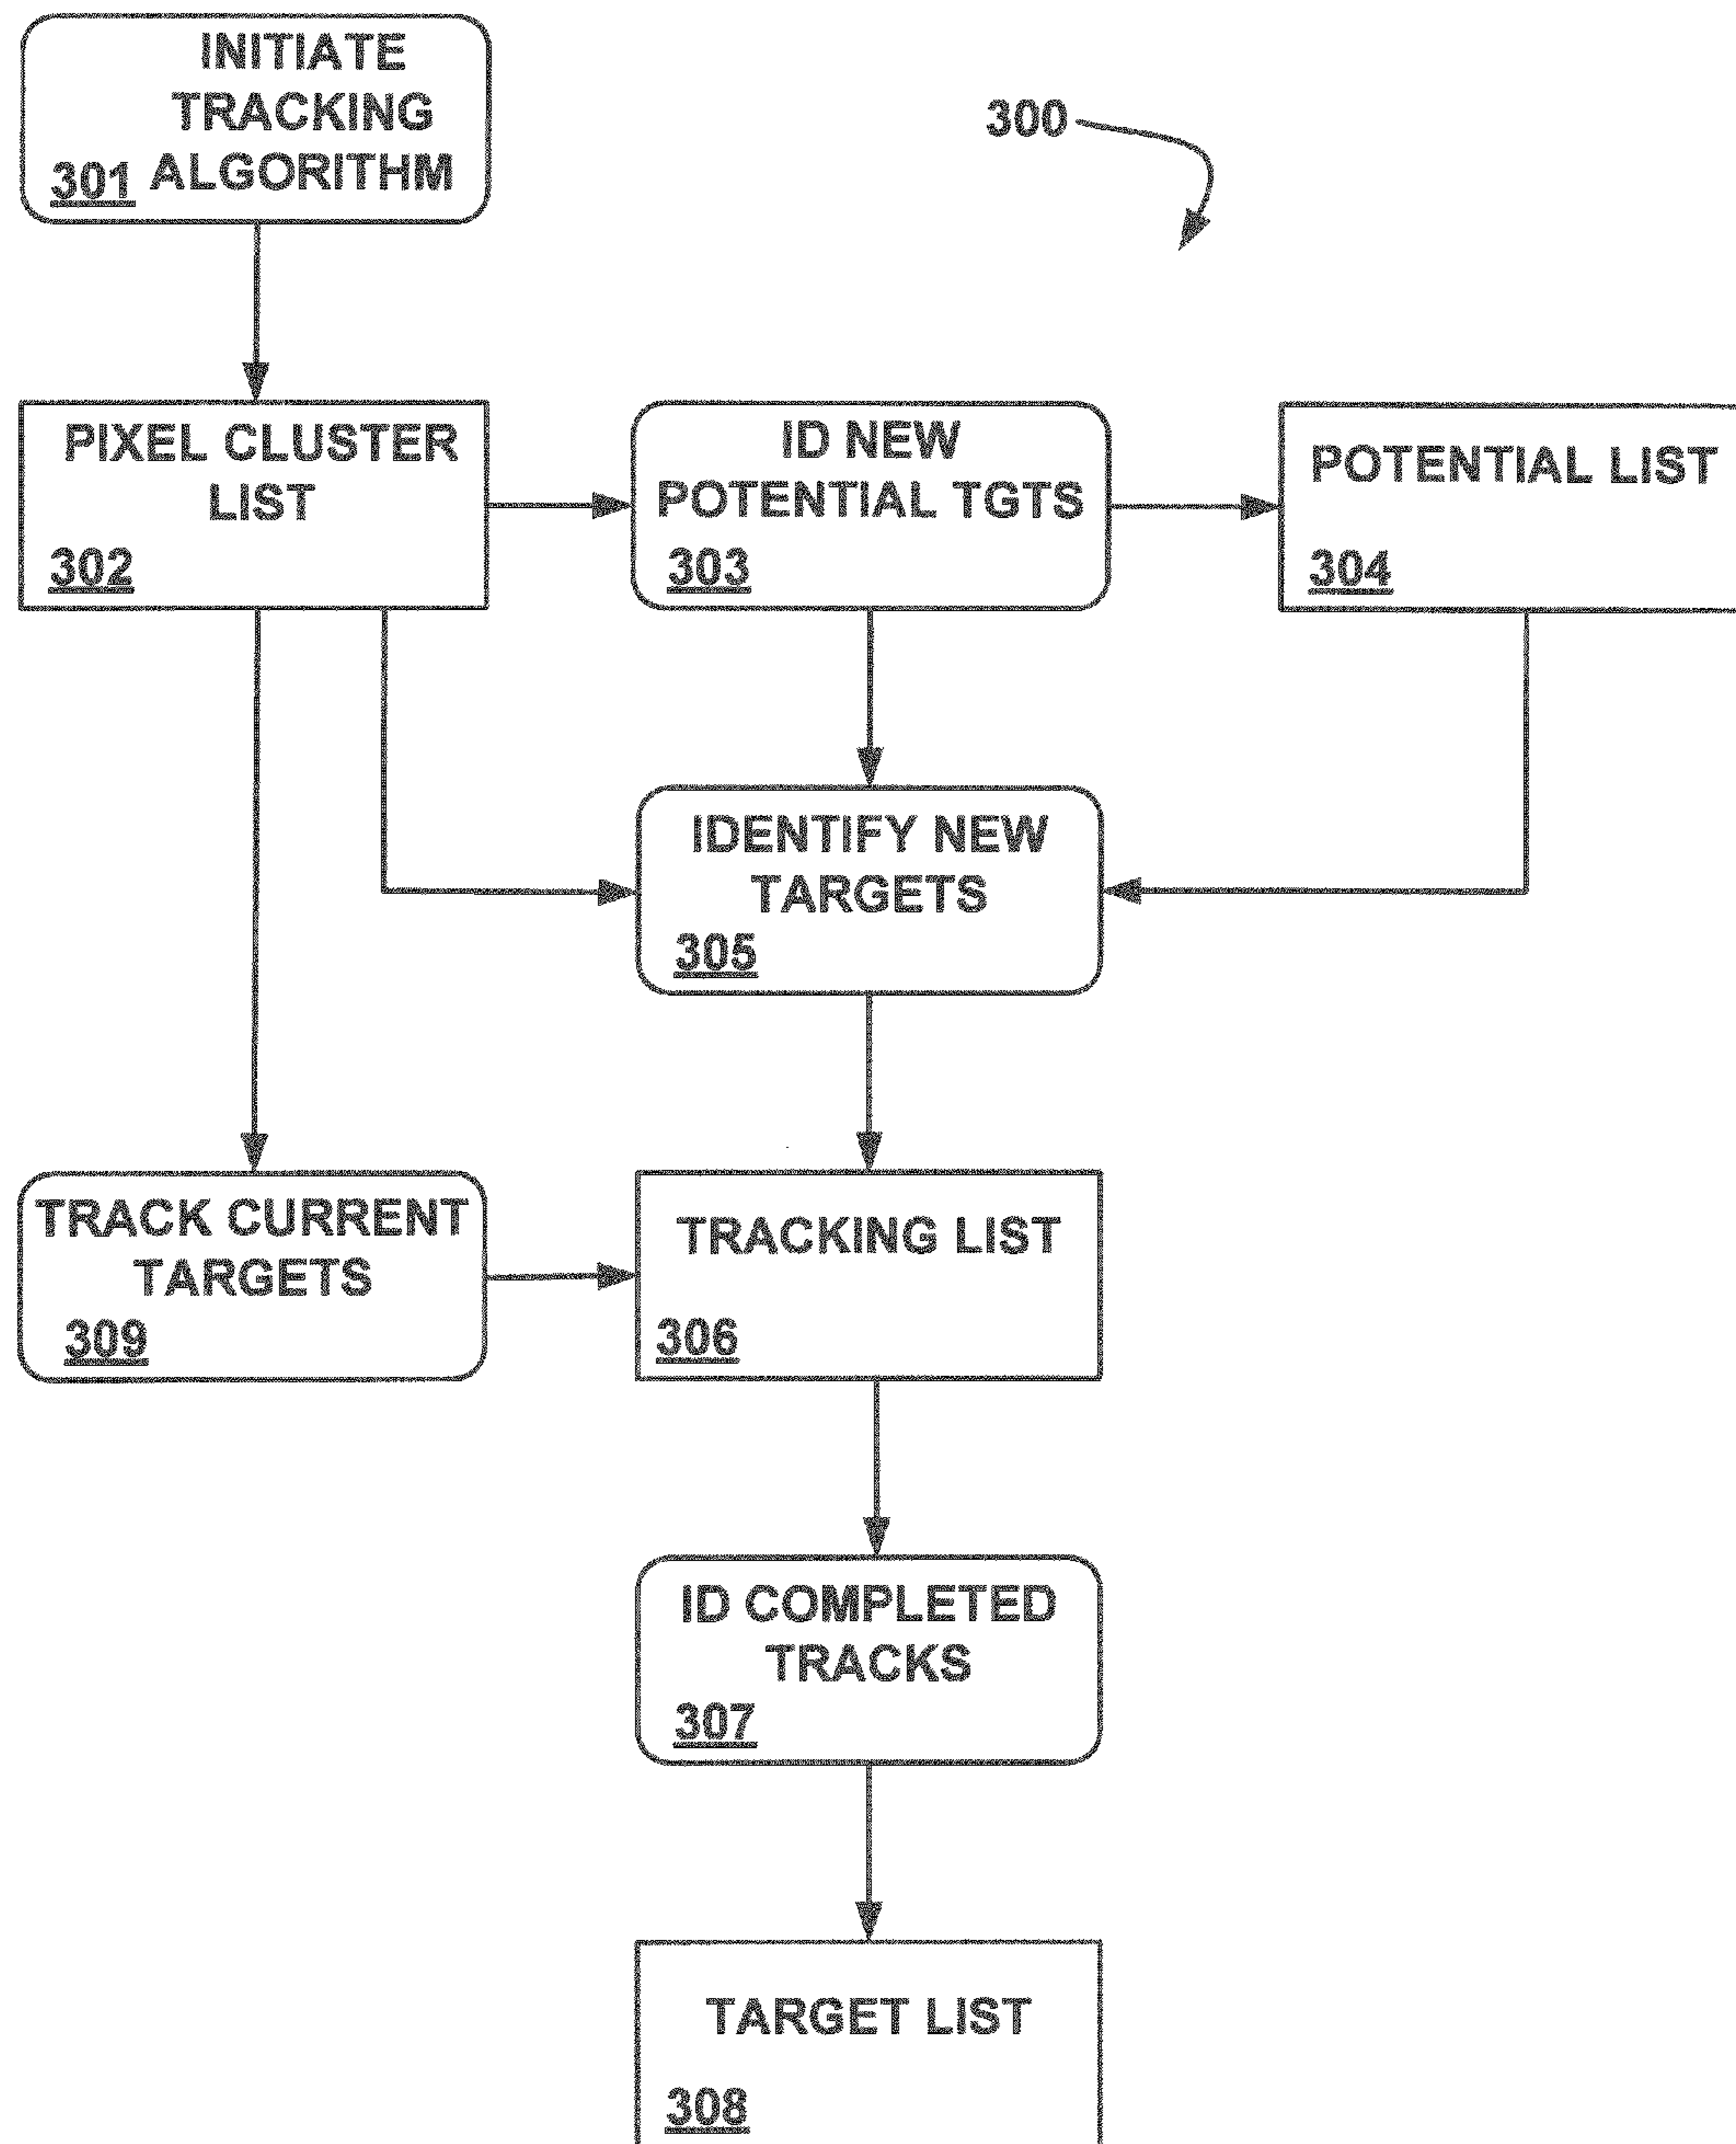 INITIATE
TRACKING
301 ALGORITHM
300
PIXEL CLUSTER
LIST
302
ID NEW
POTENTIAL TGTS
303
POTENTIAL LIST
304
IDENTIFY NEW
TARGETS
305
TRACK CURRENT
TARGETS
309
TRACKING LIST
306
ID COMPLETED
TRACKS
307
TARGET LIST
308